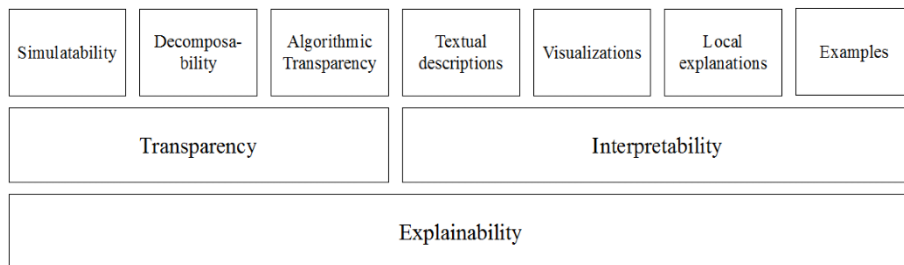 Simulatability
Decomposa-
bility
Algorithmic
Transparency
Textual
descriptions
Visualizations
Local
explanations
Examples
Transparency
Interpretability
Explainability